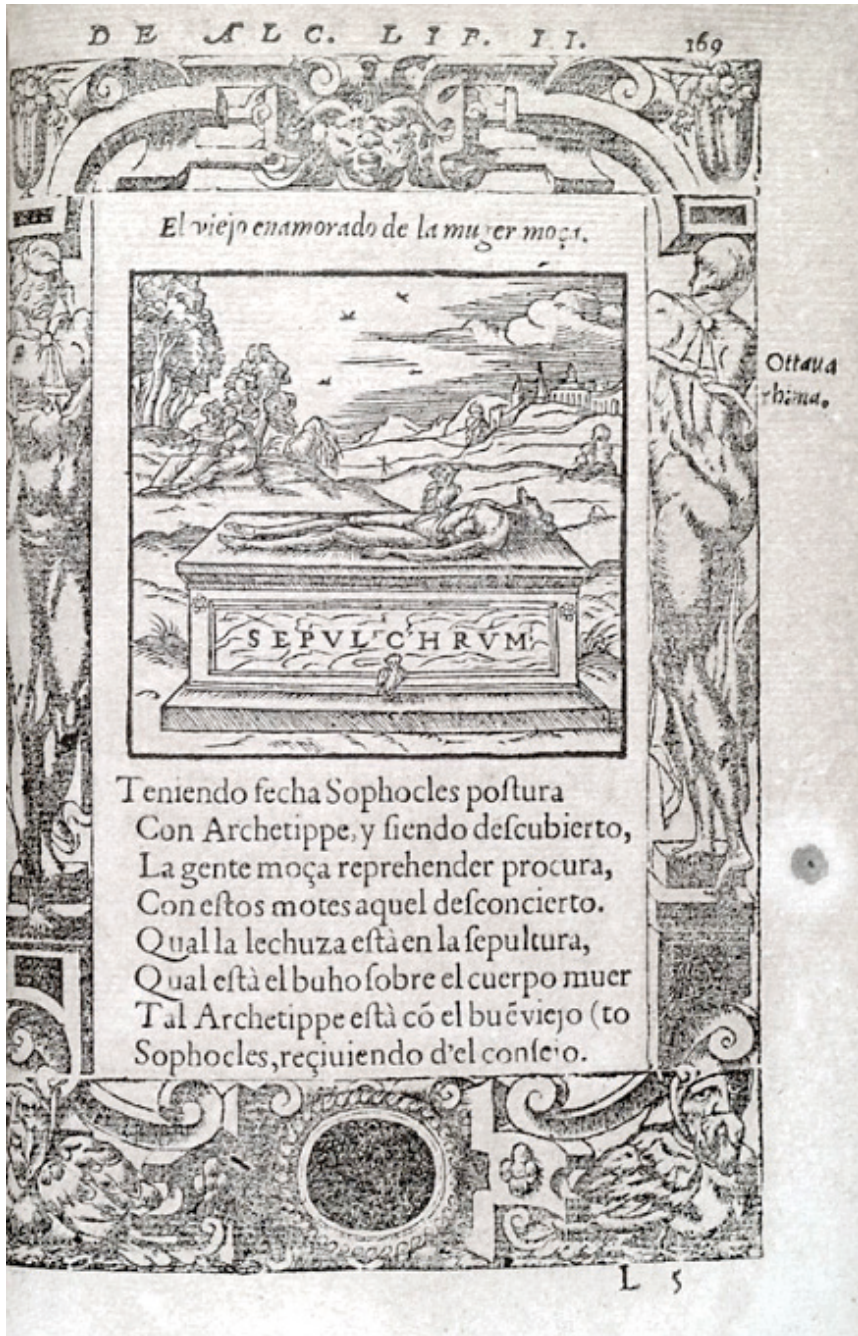 DE ALC. LIB. II. 169
El viejo enamorado de la muger moça.
Ottaua
rhima.
SEPVLCHRVM
Teniendo fecha Sophocles poſtura
Con Archetippe, y ſiendo deſcubierto,
La gente moça reprehender procura,
Con eſtos motes aquel deſconcierto.
Qual la lechuza eſtà en la ſepultura,
Qual eſtà el buho ſobre el cuerpo muer
Tal Archetippe eſtà cõ el buẽ viejo (to
Sophocles, reçiuiendo d'el conſejo.
L 5